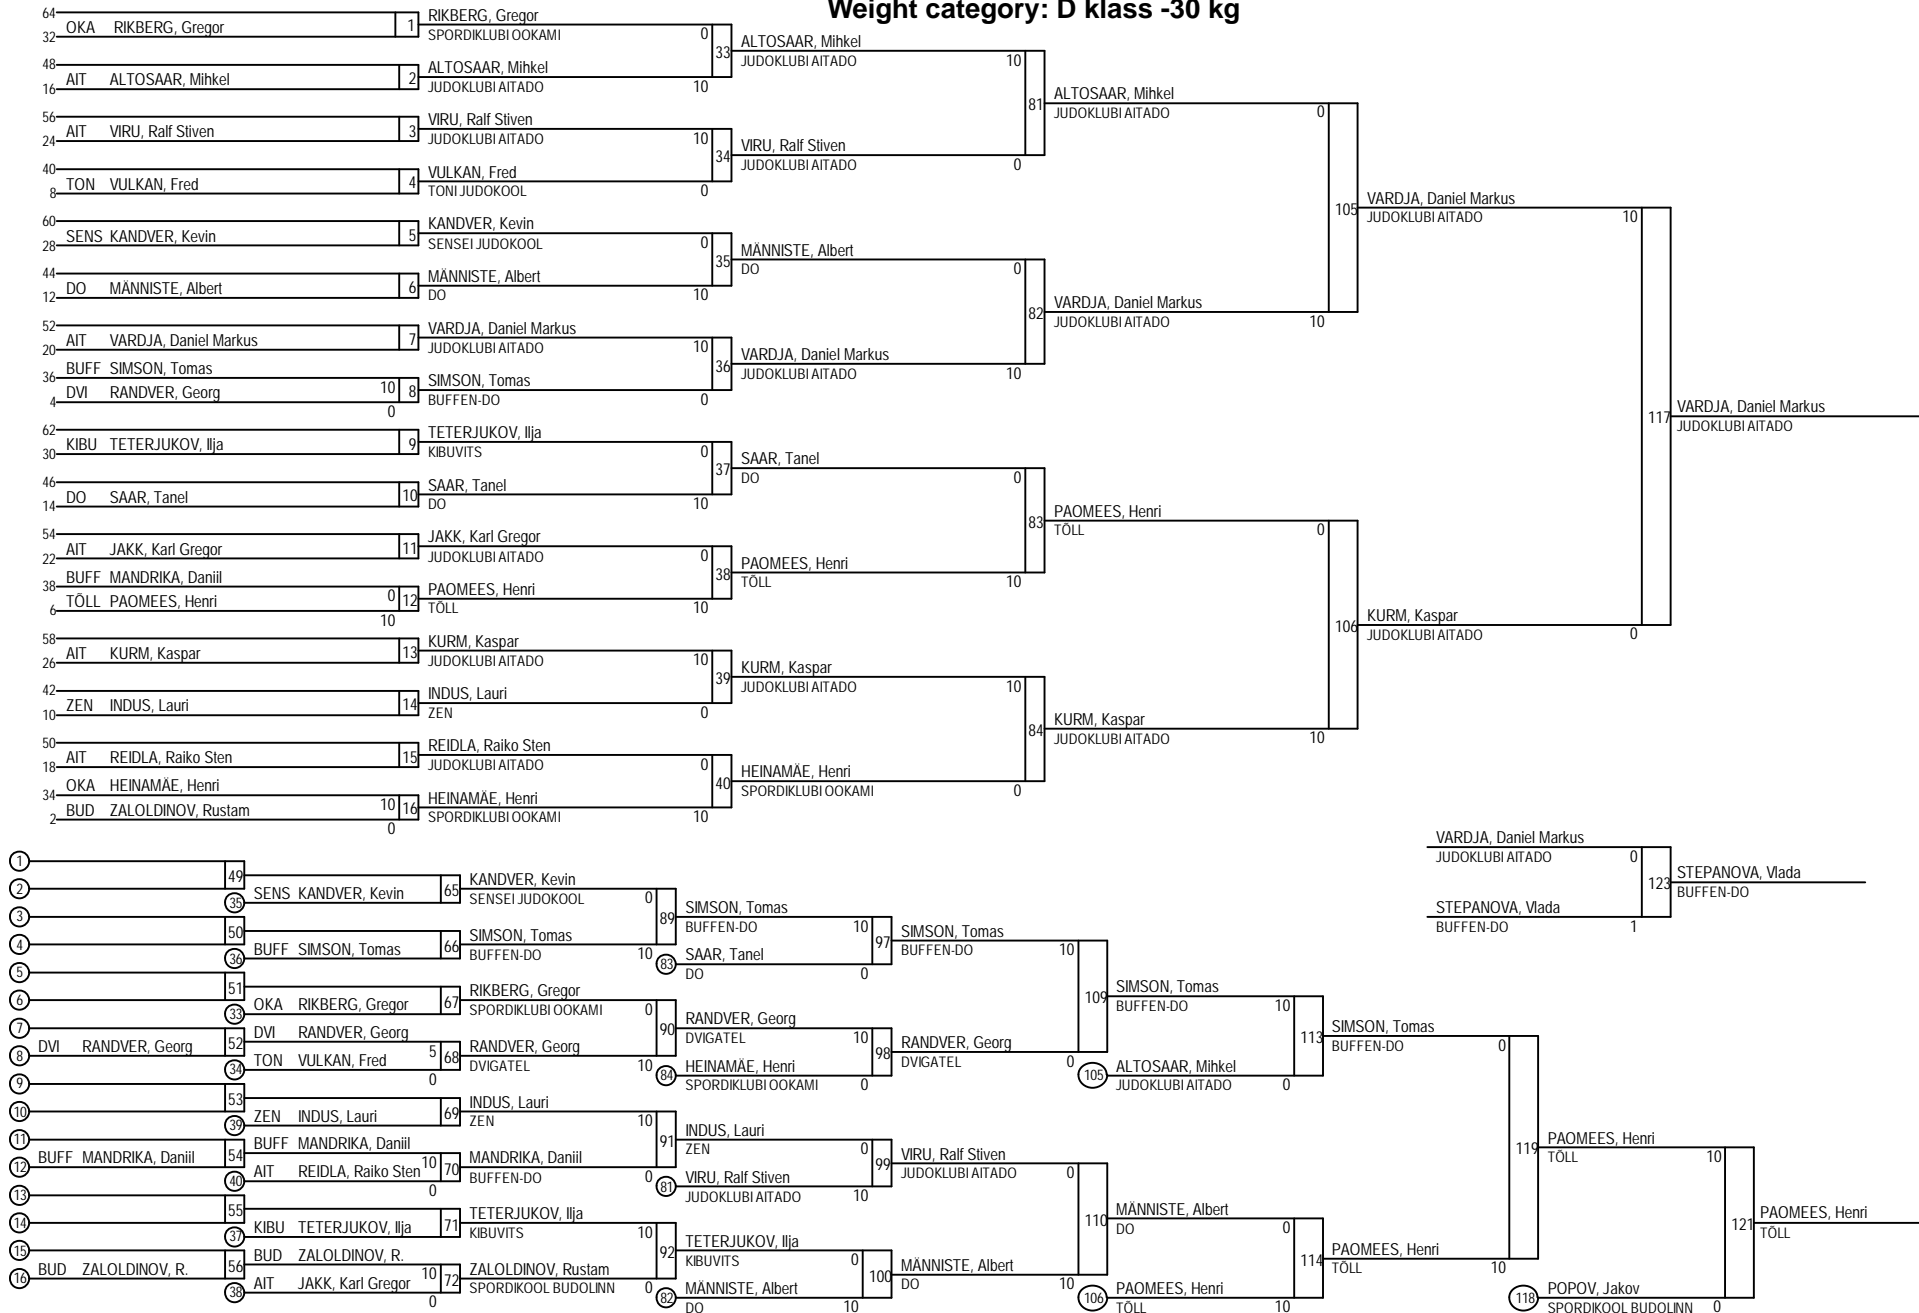 Weight category: D klass -30 kg
64
32
OKA RIKBERG, Gregor
1
RIKBERG, Gregor
SPORDIKLUBI OOKAMI
0
48
16
AIT ALTOSAAR, Mihkel
2
ALTOSAAR, Mihkel
JUDOKLUBI AITADO
10
33
ALTOSAAR, Mihkel
JUDOKLUBI AITADO
10
56
24
AIT VIRU, Ralf Stiven
3
VIRU, Ralf Stiven
JUDOKLUBI AITADO
10
40
8
TON VULKAN, Fred
4
VULKAN, Fred
TONI JUDOKOOL
0
34
VIRU, Ralf Stiven
JUDOKLUBI AITADO
0
81
ALTOSAAR, Mihkel
JUDOKLUBI AITADO
0
60
28
SENS KANDVER, Kevin
5
KANDVER, Kevin
SENSEI JUDOKOOL
0
44
12
DO MÄNNISTE, Albert
6
MÄNNISTE, Albert
DO
10
35
MÄNNISTE, Albert
DO
0
52
20
AIT VARDJA, Daniel Markus
7
VARDJA, Daniel Markus
JUDOKLUBI AITADO
10
BUFF SIMSON, Tomas
36
DVI RANDVER, Georg
4
10
0
8
SIMSON, Tomas
BUFFEN-DO
0
36
VARDJA, Daniel Markus
JUDOKLUBI AITADO
10
82
VARDJA, Daniel Markus
JUDOKLUBI AITADO
10
105
VARDJA, Daniel Markus
JUDOKLUBI AITADO
10
62
30
KIBU TETERJUKOV, Ilja
9
TETERJUKOV, Ilja
KIBUVITS
0
46
14
DO SAAR, Tanel
10
SAAR, Tanel
DO
10
37
SAAR, Tanel
DO
0
54
22
AIT JAKK, Karl Gregor
11
JAKK, Karl Gregor
JUDOKLUBI AITADO
0
BUFF MANDRIKA, Daniil
38
TÕLL PAOMEES, Henri
6
0
10
12
PAOMEES, Henri
TÕLL
10
38
PAOMEES, Henri
TÕLL
10
83
PAOMEES, Henri
TÕLL
0
58
26
AIT KURM, Kaspar
13
KURM, Kaspar
JUDOKLUBI AITADO
10
42
10
ZEN INDUS, Lauri
14
INDUS, Lauri
ZEN
0
39
KURM, Kaspar
JUDOKLUBI AITADO
10
50
18
AIT REIDLA, Raiko Sten
15
REIDLA, Raiko Sten
JUDOKLUBI AITADO
0
OKA HEINAMÄE, Henri
34
BUD ZALOLDINOV, Rustam
2
10
0
16
HEINAMÄE, Henri
SPORDIKLUBI OOKAMI
10
40
HEINAMÄE, Henri
SPORDIKLUBI OOKAMI
0
84
KURM, Kaspar
JUDOKLUBI AITADO
10
106
KURM, Kaspar
JUDOKLUBI AITADO
0
117
VARDJA, Daniel Markus
JUDOKLUBI AITADO
VARDJA, Daniel Markus
JUDOKLUBI AITADO
0
STEPANOVA, Vlada
BUFFEN-DO
1
123
STEPANOVA, Vlada
BUFFEN-DO
1
2
49
35
SENS KANDVER, Kevin
65
KANDVER, Kevin
SENSEI JUDOKOOL
0
3
4
50
36
BUFF SIMSON, Tomas
66
SIMSON, Tomas
BUFFEN-DO
10
89
SIMSON, Tomas
BUFFEN-DO
10
83
SAAR, Tanel
DO
0
97
SIMSON, Tomas
BUFFEN-DO
10
5
6
51
33
OKA RIKBERG, Gregor
67
RIKBERG, Gregor
SPORDIKLUBI OOKAMI
0
7
8
DVI RANDVER, Georg
52
DVI RANDVER, Georg
34
TON VULKAN, Fred
5
0
68
RANDVER, Georg
DVIGATEL
10
90
RANDVER, Georg
DVIGATEL
10
84
HEINAMÄE, Henri
SPORDIKLUBI OOKAMI
0
98
RANDVER, Georg
DVIGATEL
0
109
SIMSON, Tomas
BUFFEN-DO
10
105
ALTOSAAR, Mihkel
JUDOKLUBI AITADO
0
113
SIMSON, Tomas
BUFFEN-DO
0
9
10
53
39
ZEN INDUS, Lauri
69
INDUS, Lauri
ZEN
10
11
12
BUFF MANDRIKA, Daniil
54
BUFF MANDRIKA, Daniil
40
AIT REIDLA, Raiko Sten
10
0
70
MANDRIKA, Daniil
BUFFEN-DO
0
91
INDUS, Lauri
ZEN
0
81
VIRU, Ralf Stiven
JUDOKLUBI AITADO
10
99
VIRU, Ralf Stiven
JUDOKLUBI AITADO
0
13
14
55
37
KIBU TETERJUKOV, Ilja
71
TETERJUKOV, Ilja
KIBUVITS
10
15
16
BUD ZALOLDINOV, R.
56
BUD ZALOLDINOV, R.
38
AIT JAKK, Karl Gregor
10
0
72
ZALOLDINOV, Rustam
SPORDIKOOL BUDOLINN
0
92
TETERJUKOV, Ilja
KIBUVITS
0
82
MÄNNISTE, Albert
DO
10
100
MÄNNISTE, Albert
DO
10
110
MÄNNISTE, Albert
DO
0
106
PAOMEES, Henri
TÕLL
10
114
PAOMEES, Henri
TÕLL
10
119
PAOMEES, Henri
TÕLL
10
118
POPOV, Jakov
SPORDIKOOL BUDOLINN
0
121
PAOMEES, Henri
TÕLL